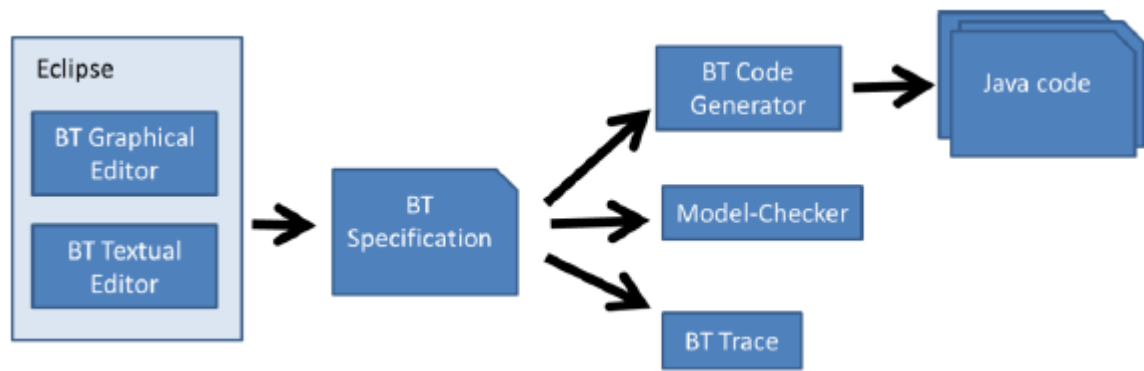 Eclipse
BT Graphical
Editor
BT Textual
Editor
BT
Specification
BT Code
Generator
Java code
Model-Checker
BT Trace